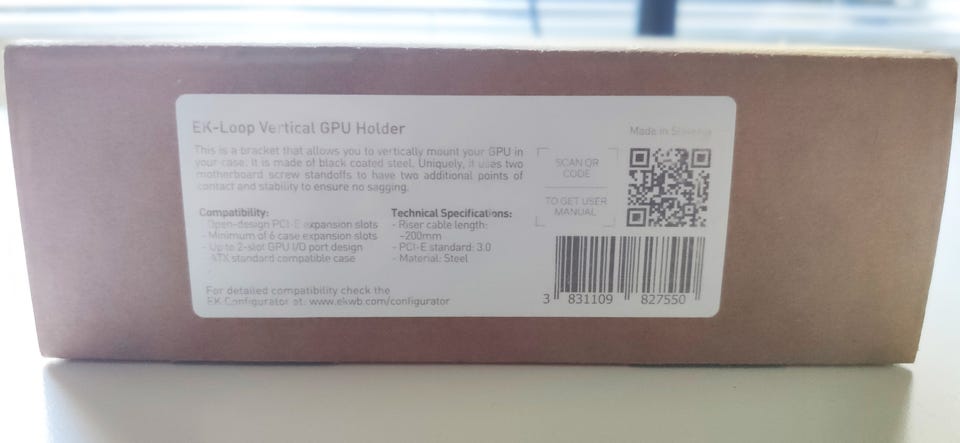 EK-Loop Vertical GPU Holder
This is a bracket that allows you to vertically mount your GPU in
your case. It is made of black coated steel. Uniquely, it uses two
motherboard screw standoffs to have two additional points of
contact and stability to ensure no sagging.
Compatibility:
Open-design PCI-E expansion slots
- Minimum of 6 case expansion slots
- Up to 2-slot GPU I/O port design
ATX standard compatible case
For detailed compatibility check the
EK-Configurator at: www.ekwb.com/configurator
Technical Specifications:
- Riser cable length:
~200mm
- PCI-E standard: 3.0
- Material: Steel
Made in Slovenia
SCAN QR
CODE
TO GET USER
MANUAL
3 831109 827550